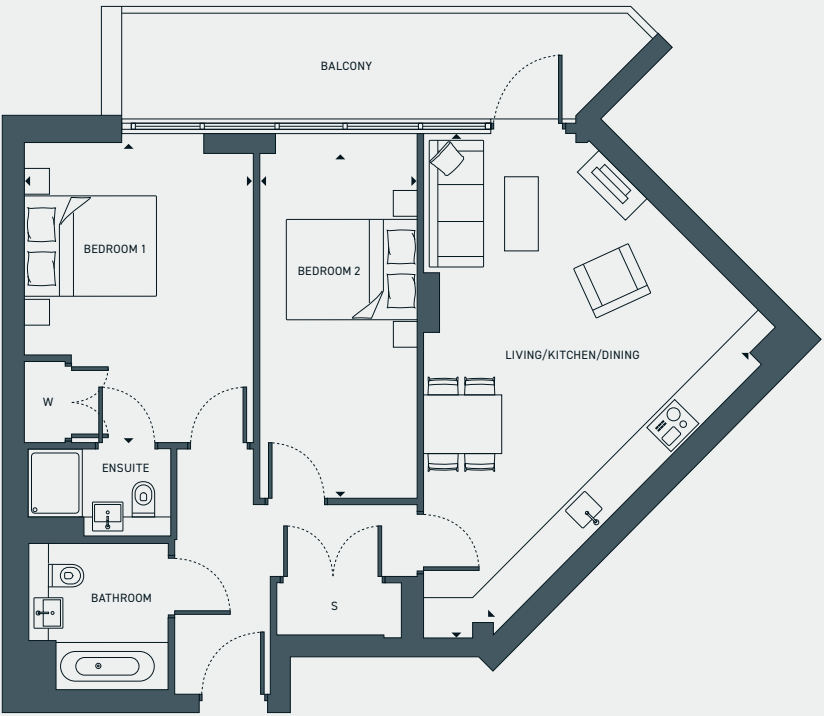 BALCONY
BEDROOM 1
BEDROOM 2
LIVING/KITCHEN/DINING
W
ENSUITE
BATHROOM
S